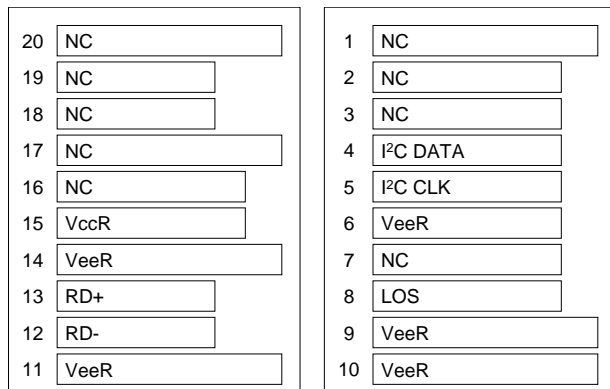 20 NC
19 NC
18 NC
17 NC
16 NC
15 VccR
14 VeeR
13 RD+
12 RD-
11 VeeR
1 NC
2 NC
3 NC
4 I²C DATA
5 I²C CLK
6 VeeR
7 NC
8 LOS
9 VeeR
10 VeeR